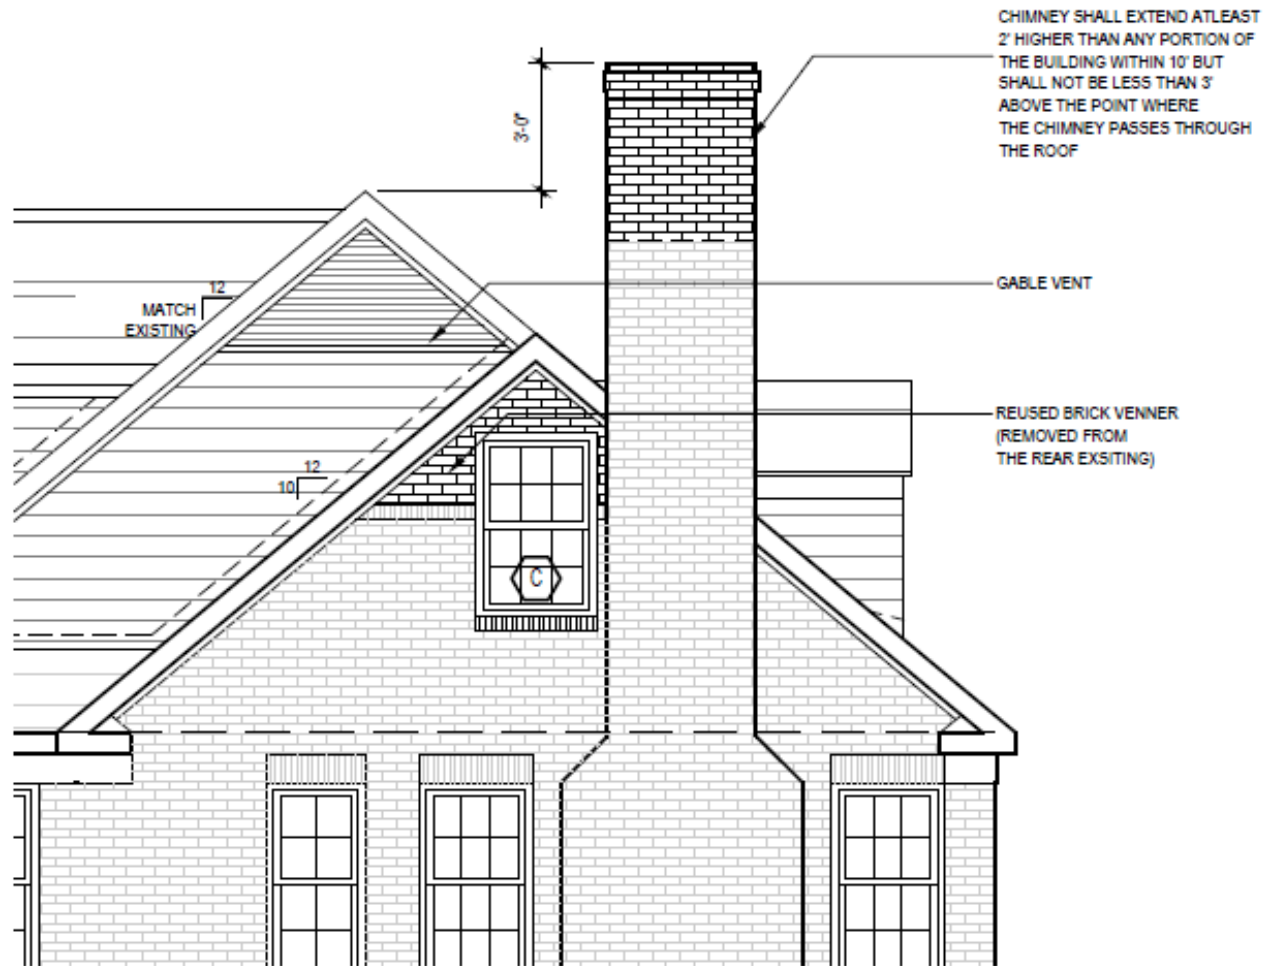 CHIMNEY SHALL EXTEND ATLEAST
2' HIGHER THAN ANY PORTION OF
THE BUILDING WITHIN 10' BUT
SHALL NOT BE LESS THAN 3'
ABOVE THE POINT WHERE
THE CHIMNEY PASSES THROUGH
THE ROOF
3'-0"
GABLE VENT
12
MATCH
EXISTING
REUSED BRICK VENNER
(REMOVED FROM
THE REAR EXSITING)
12
10
C